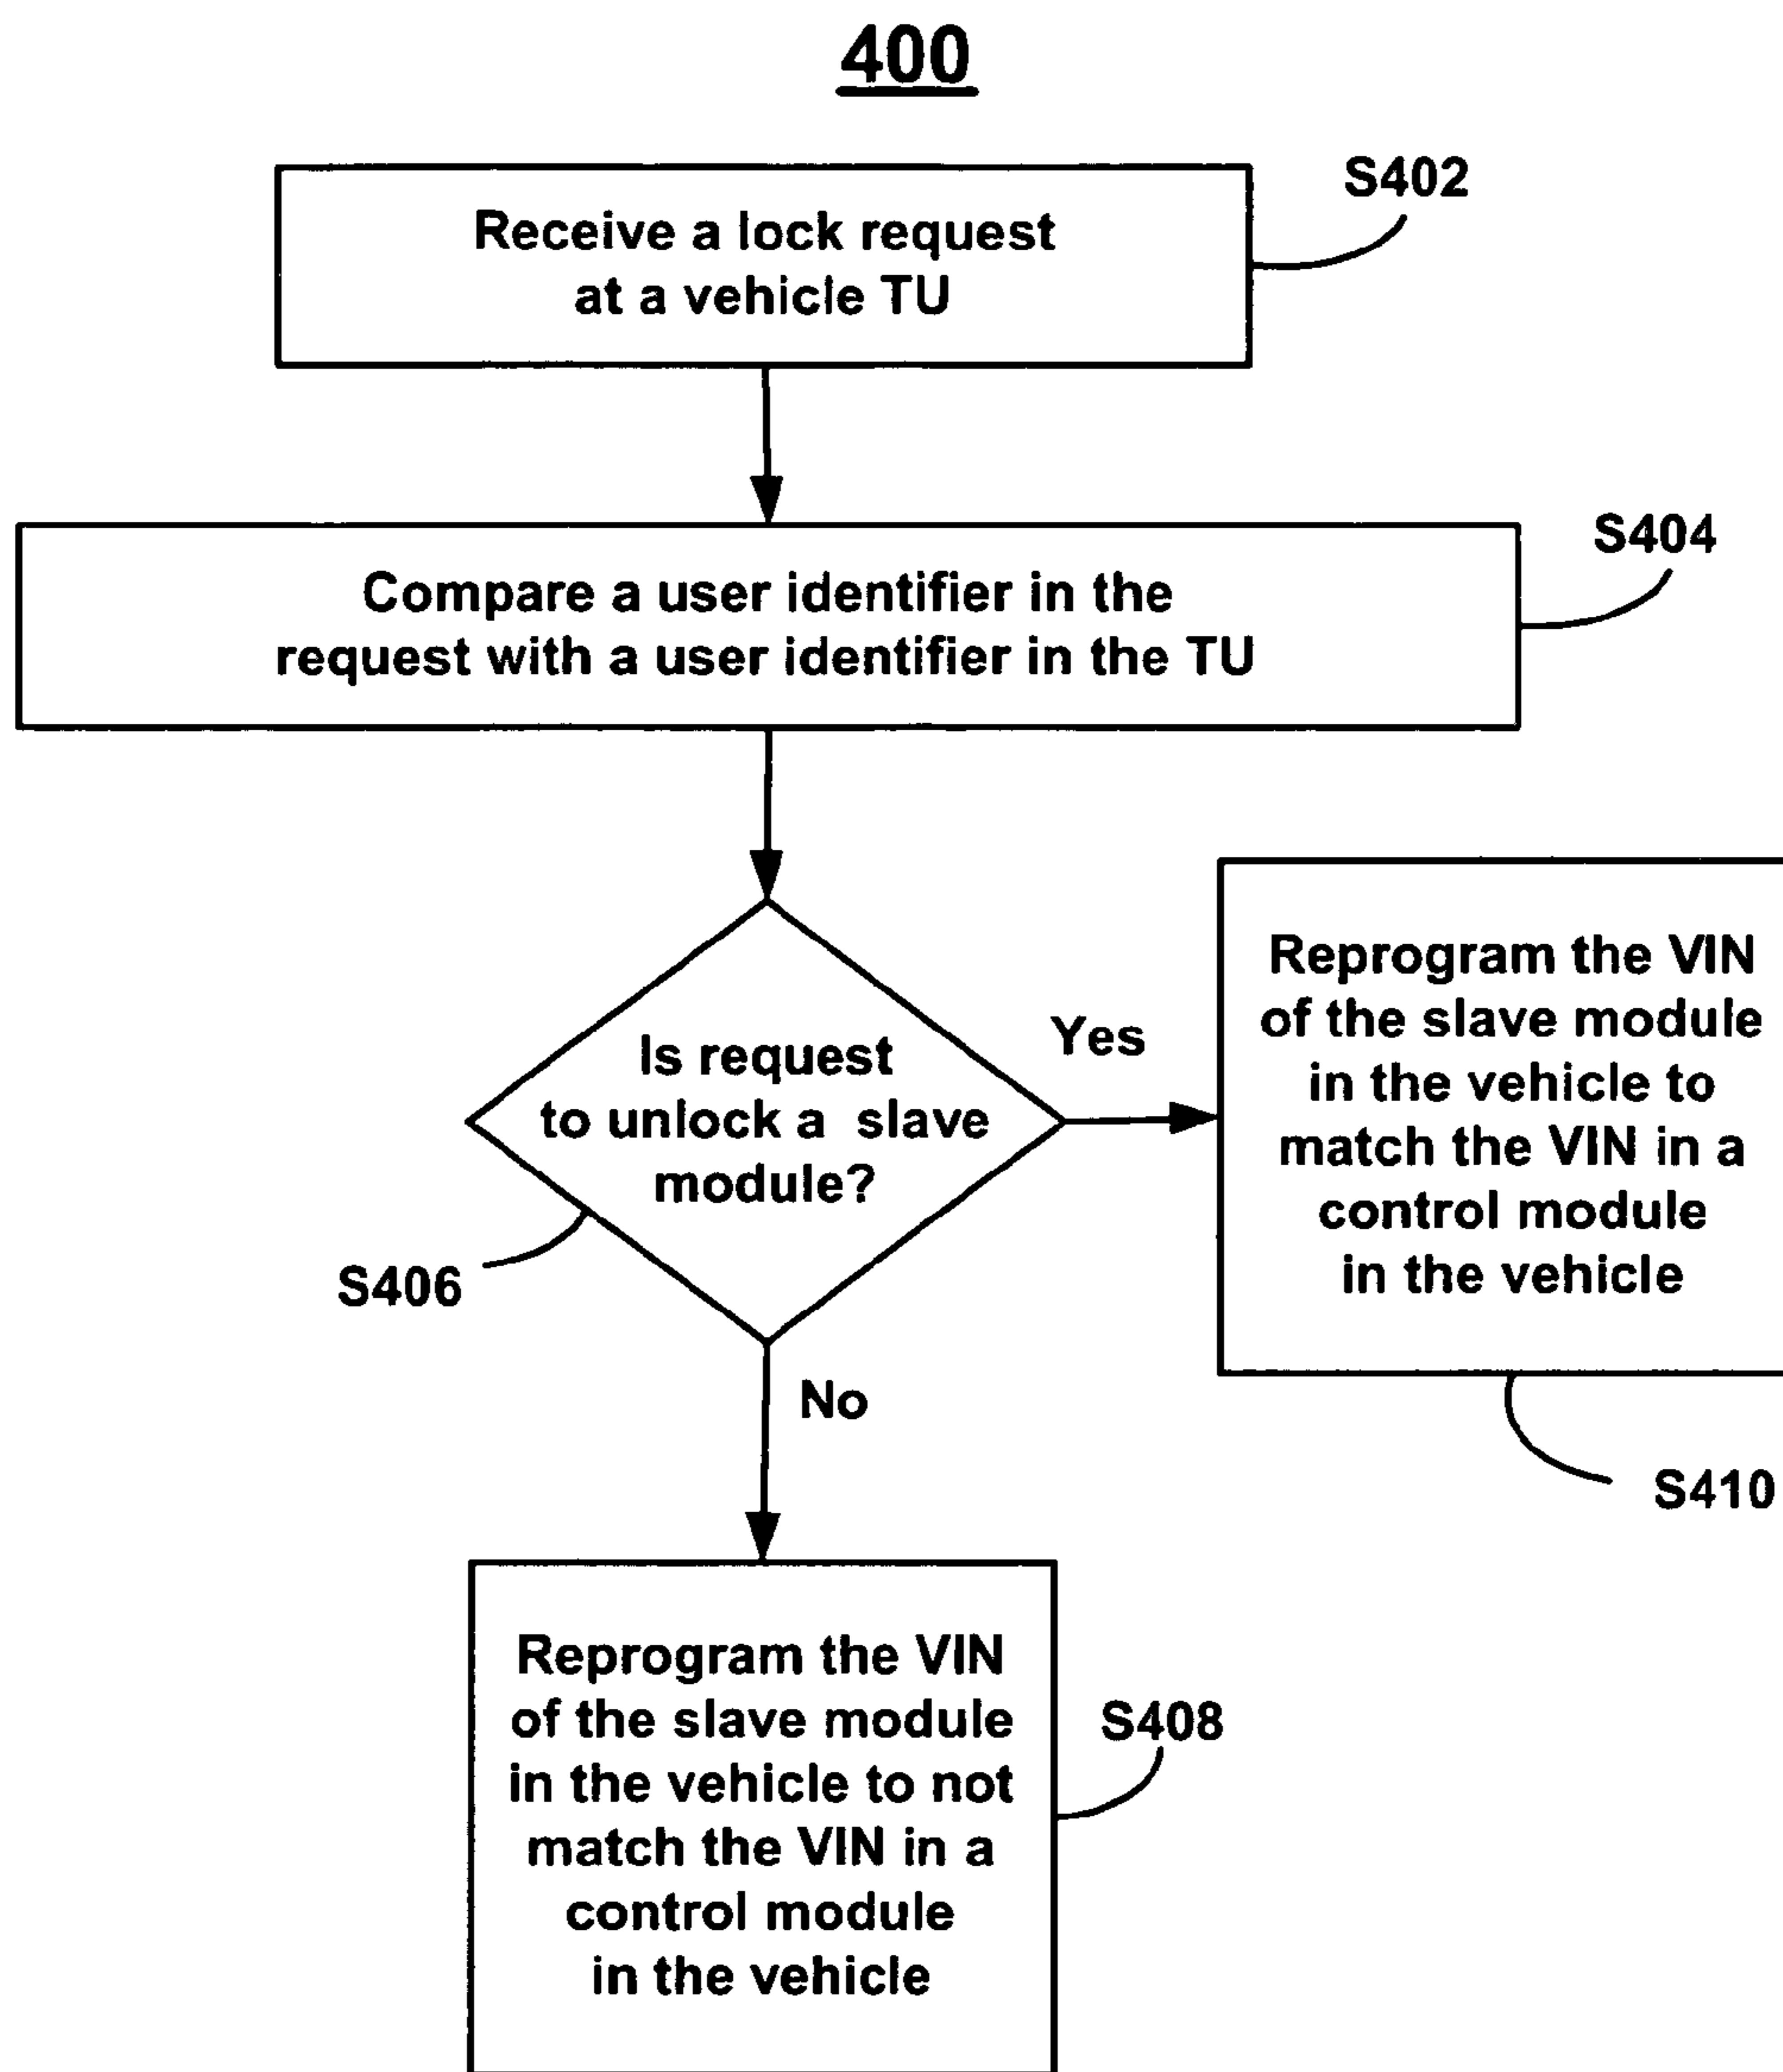 400
S402
Receive a lock request
at a vehicle TU
S404
Compare a user identifier in the
request with a user identifier in the TU
Is request
to unlock a slave
module?
Yes
S406
No
Reprogram the VIN
of the slave module
in the vehicle to
match the VIN in a
control module
in the vehicle
S410
Reprogram the VIN
of the slave module
in the vehicle to not
match the VIN in a
control module
in the vehicle
S408